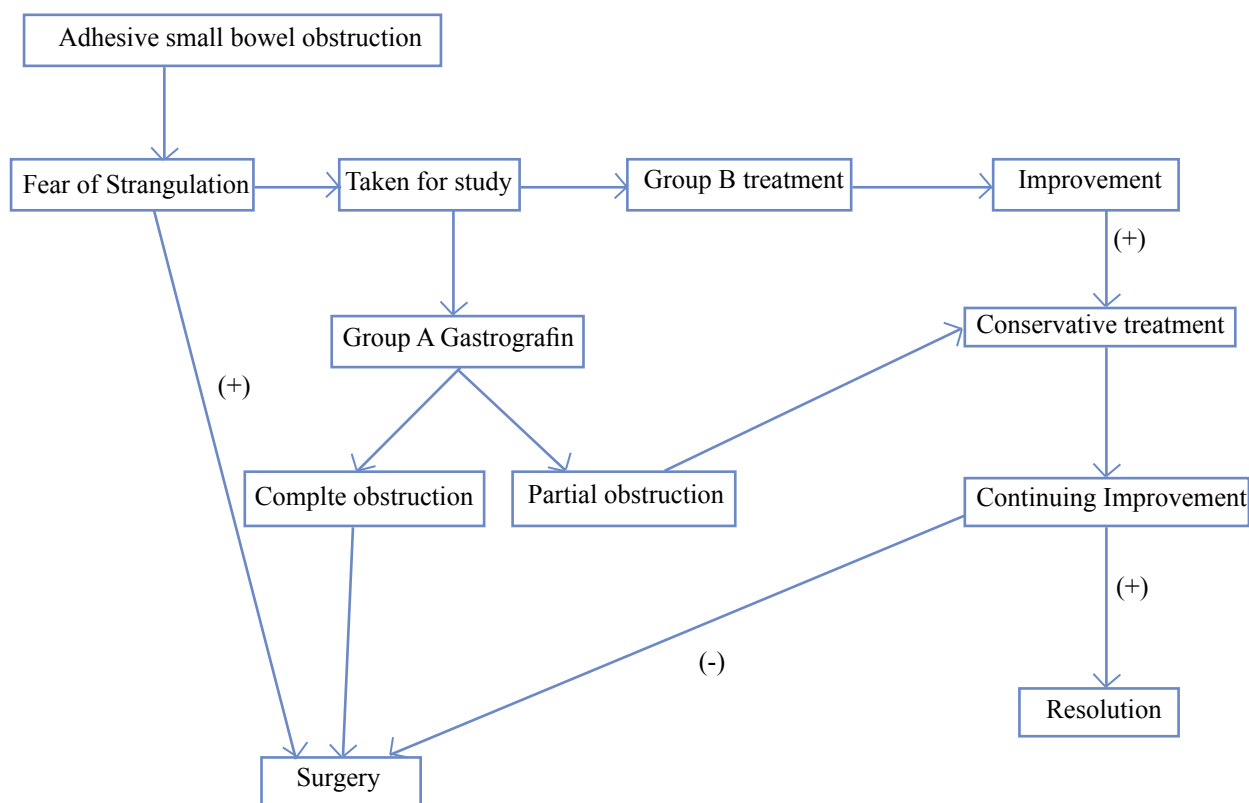 Adhesive small bowel obstruction
Fear of Strangulation
Taken for study
Group B treatment
Improvement
(+)
Group A Gastrografin
Conservative treatment
(+)
Complte obstruction
Partial obstruction
Continuing Improvement
(+)
(-)
Resolution
Surgery